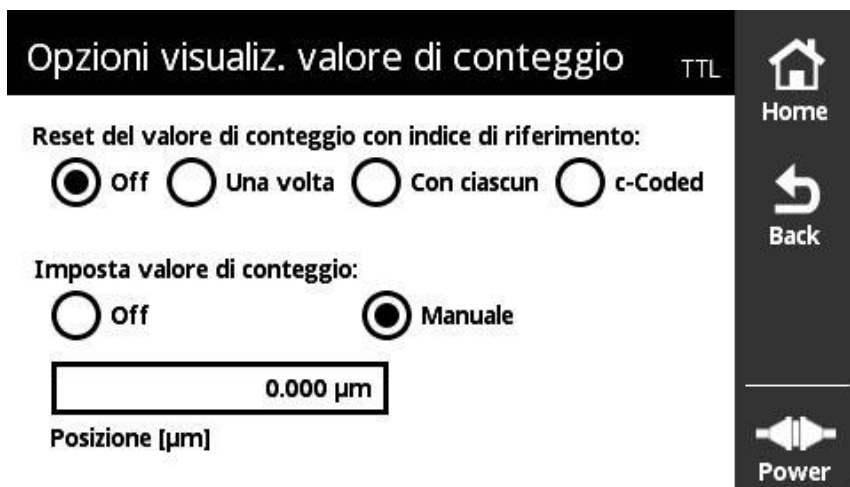 Opzioni visualiz. valore di conteggio TTL
Home
Reset del valore di conteggio con indice di riferimento:
Off Una volta Con ciascun c-Coded
Back
Imposta valore di conteggio:
Off Manuale
0.000 µm
Posizione [µm]
Power